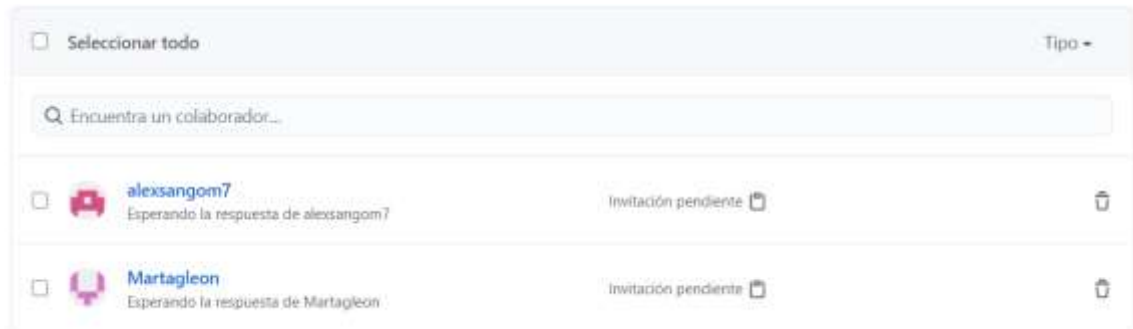 Seleccionar todo
Tipo
Encuentra un colaborador...
alexsangom7
Esperando la respuesta de alexsangom7
Invitación pendiente
Martagleon
Esperando la respuesta de Martagleon
Invitación pendiente